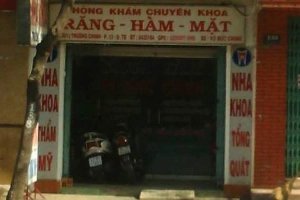 PHÒNG KHÁM CHUYÊN KHOA
RĂNG - HÀM - MẶT
NHA
KHOA
THẨM
MỸ
NHA
KHOA
TỔNG
QUÁT